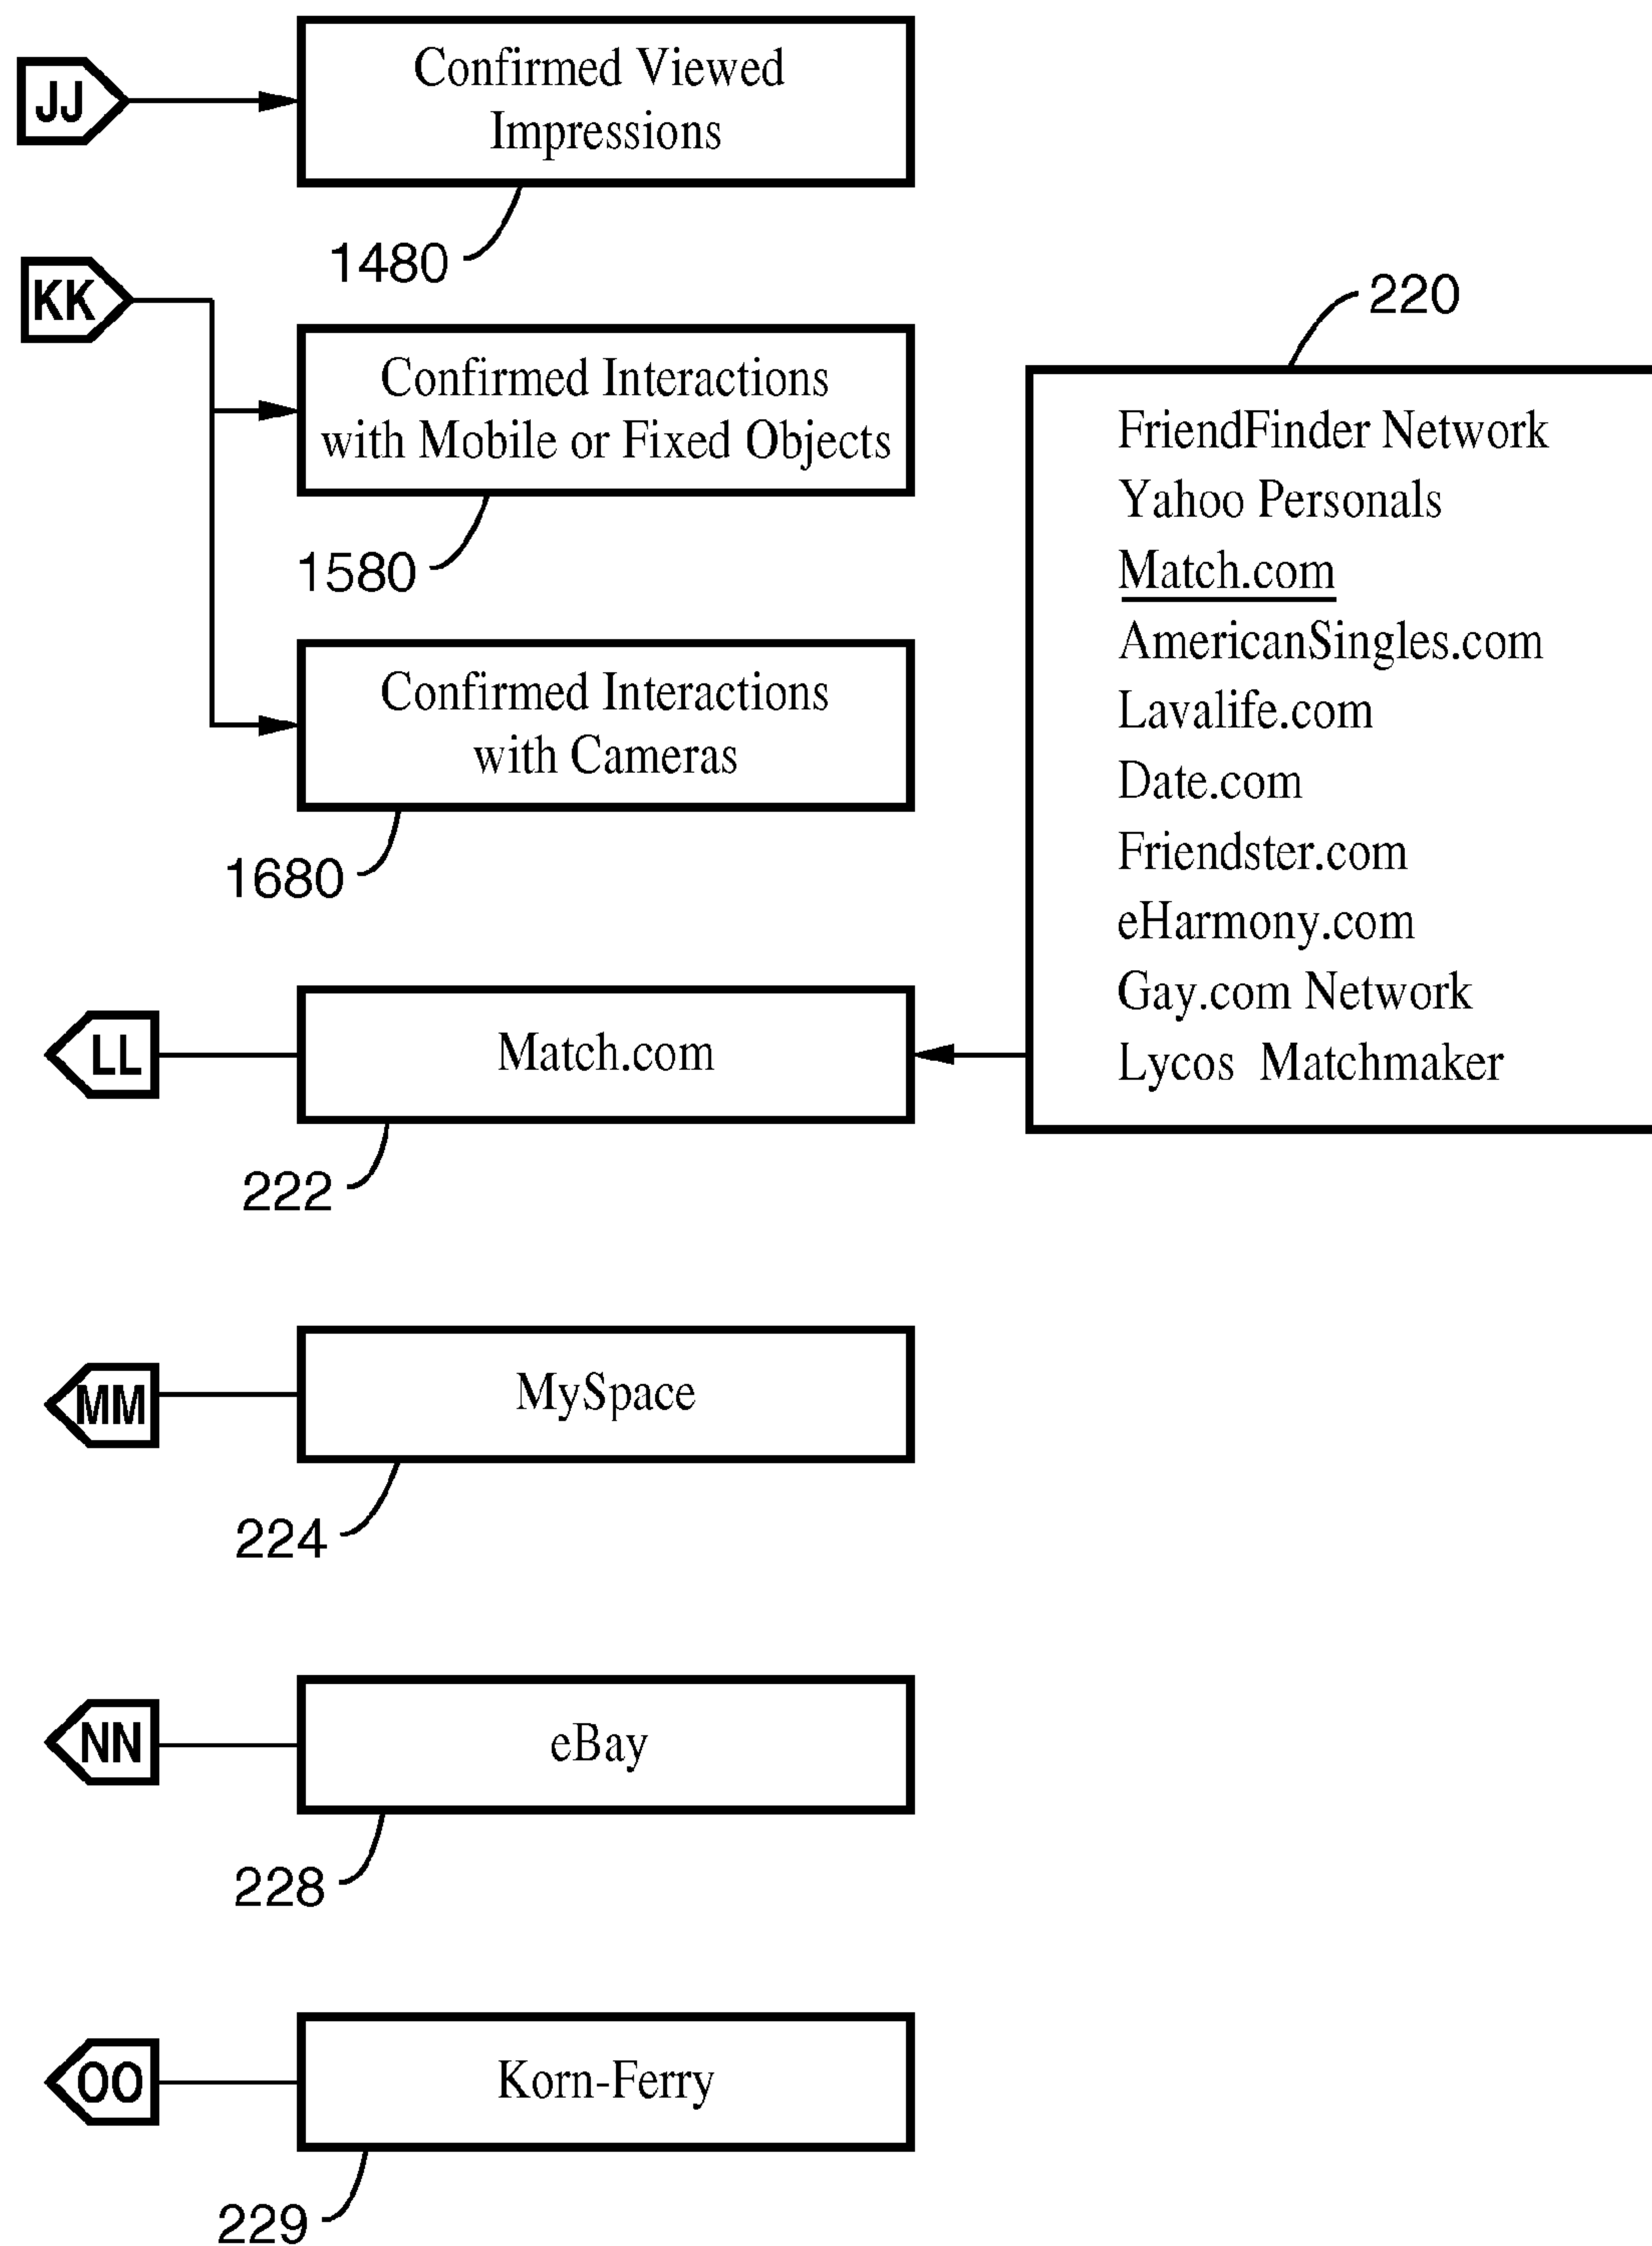 JJ
Confirmed Viewed
Impressions
1480
KK
Confirmed Interactions
with Mobile or Fixed Objects
1580
Confirmed Interactions
with Cameras
1680
220
FriendFinder Network
Yahoo Personals
Match.com
AmericanSingles.com
Lavalife.com
Date.com
Friendster.com
eHarmony.com
Gay.com Network
Lycos Matchmaker
LL
Match.com
222
MM
MySpace
224
NN
eBay
228
OO
Korn-Ferry
229